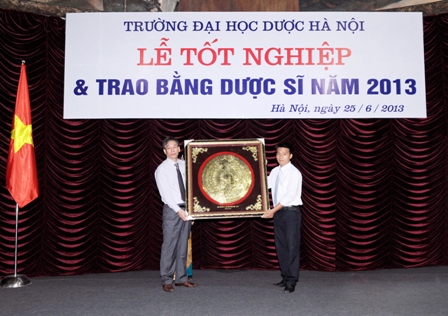 TRƯỜNG ĐẠI HỌC DƯỢC HÀ NỘI
LỄ TỐT NGHIỆP
& TRAO BẰNG DƯỢC SĨ NĂM 2013
Hà Nội, ngày 25 / 6 / 2013